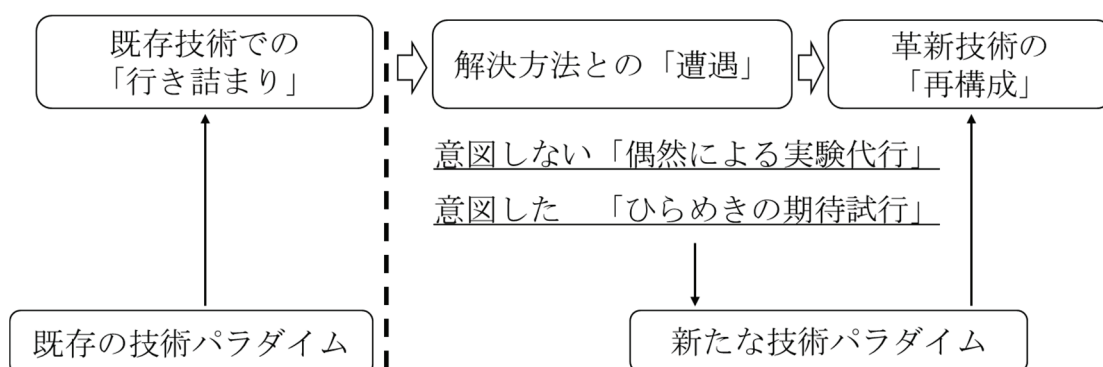 既存技術での
「行き詰まり」
解決方法との「遭遇」
革新技術の
「再構成」
意図しない「偶然による実験代行」
意図した　「ひらめきの期待試行」
既存の技術パラダイム
新たな技術パラダイム